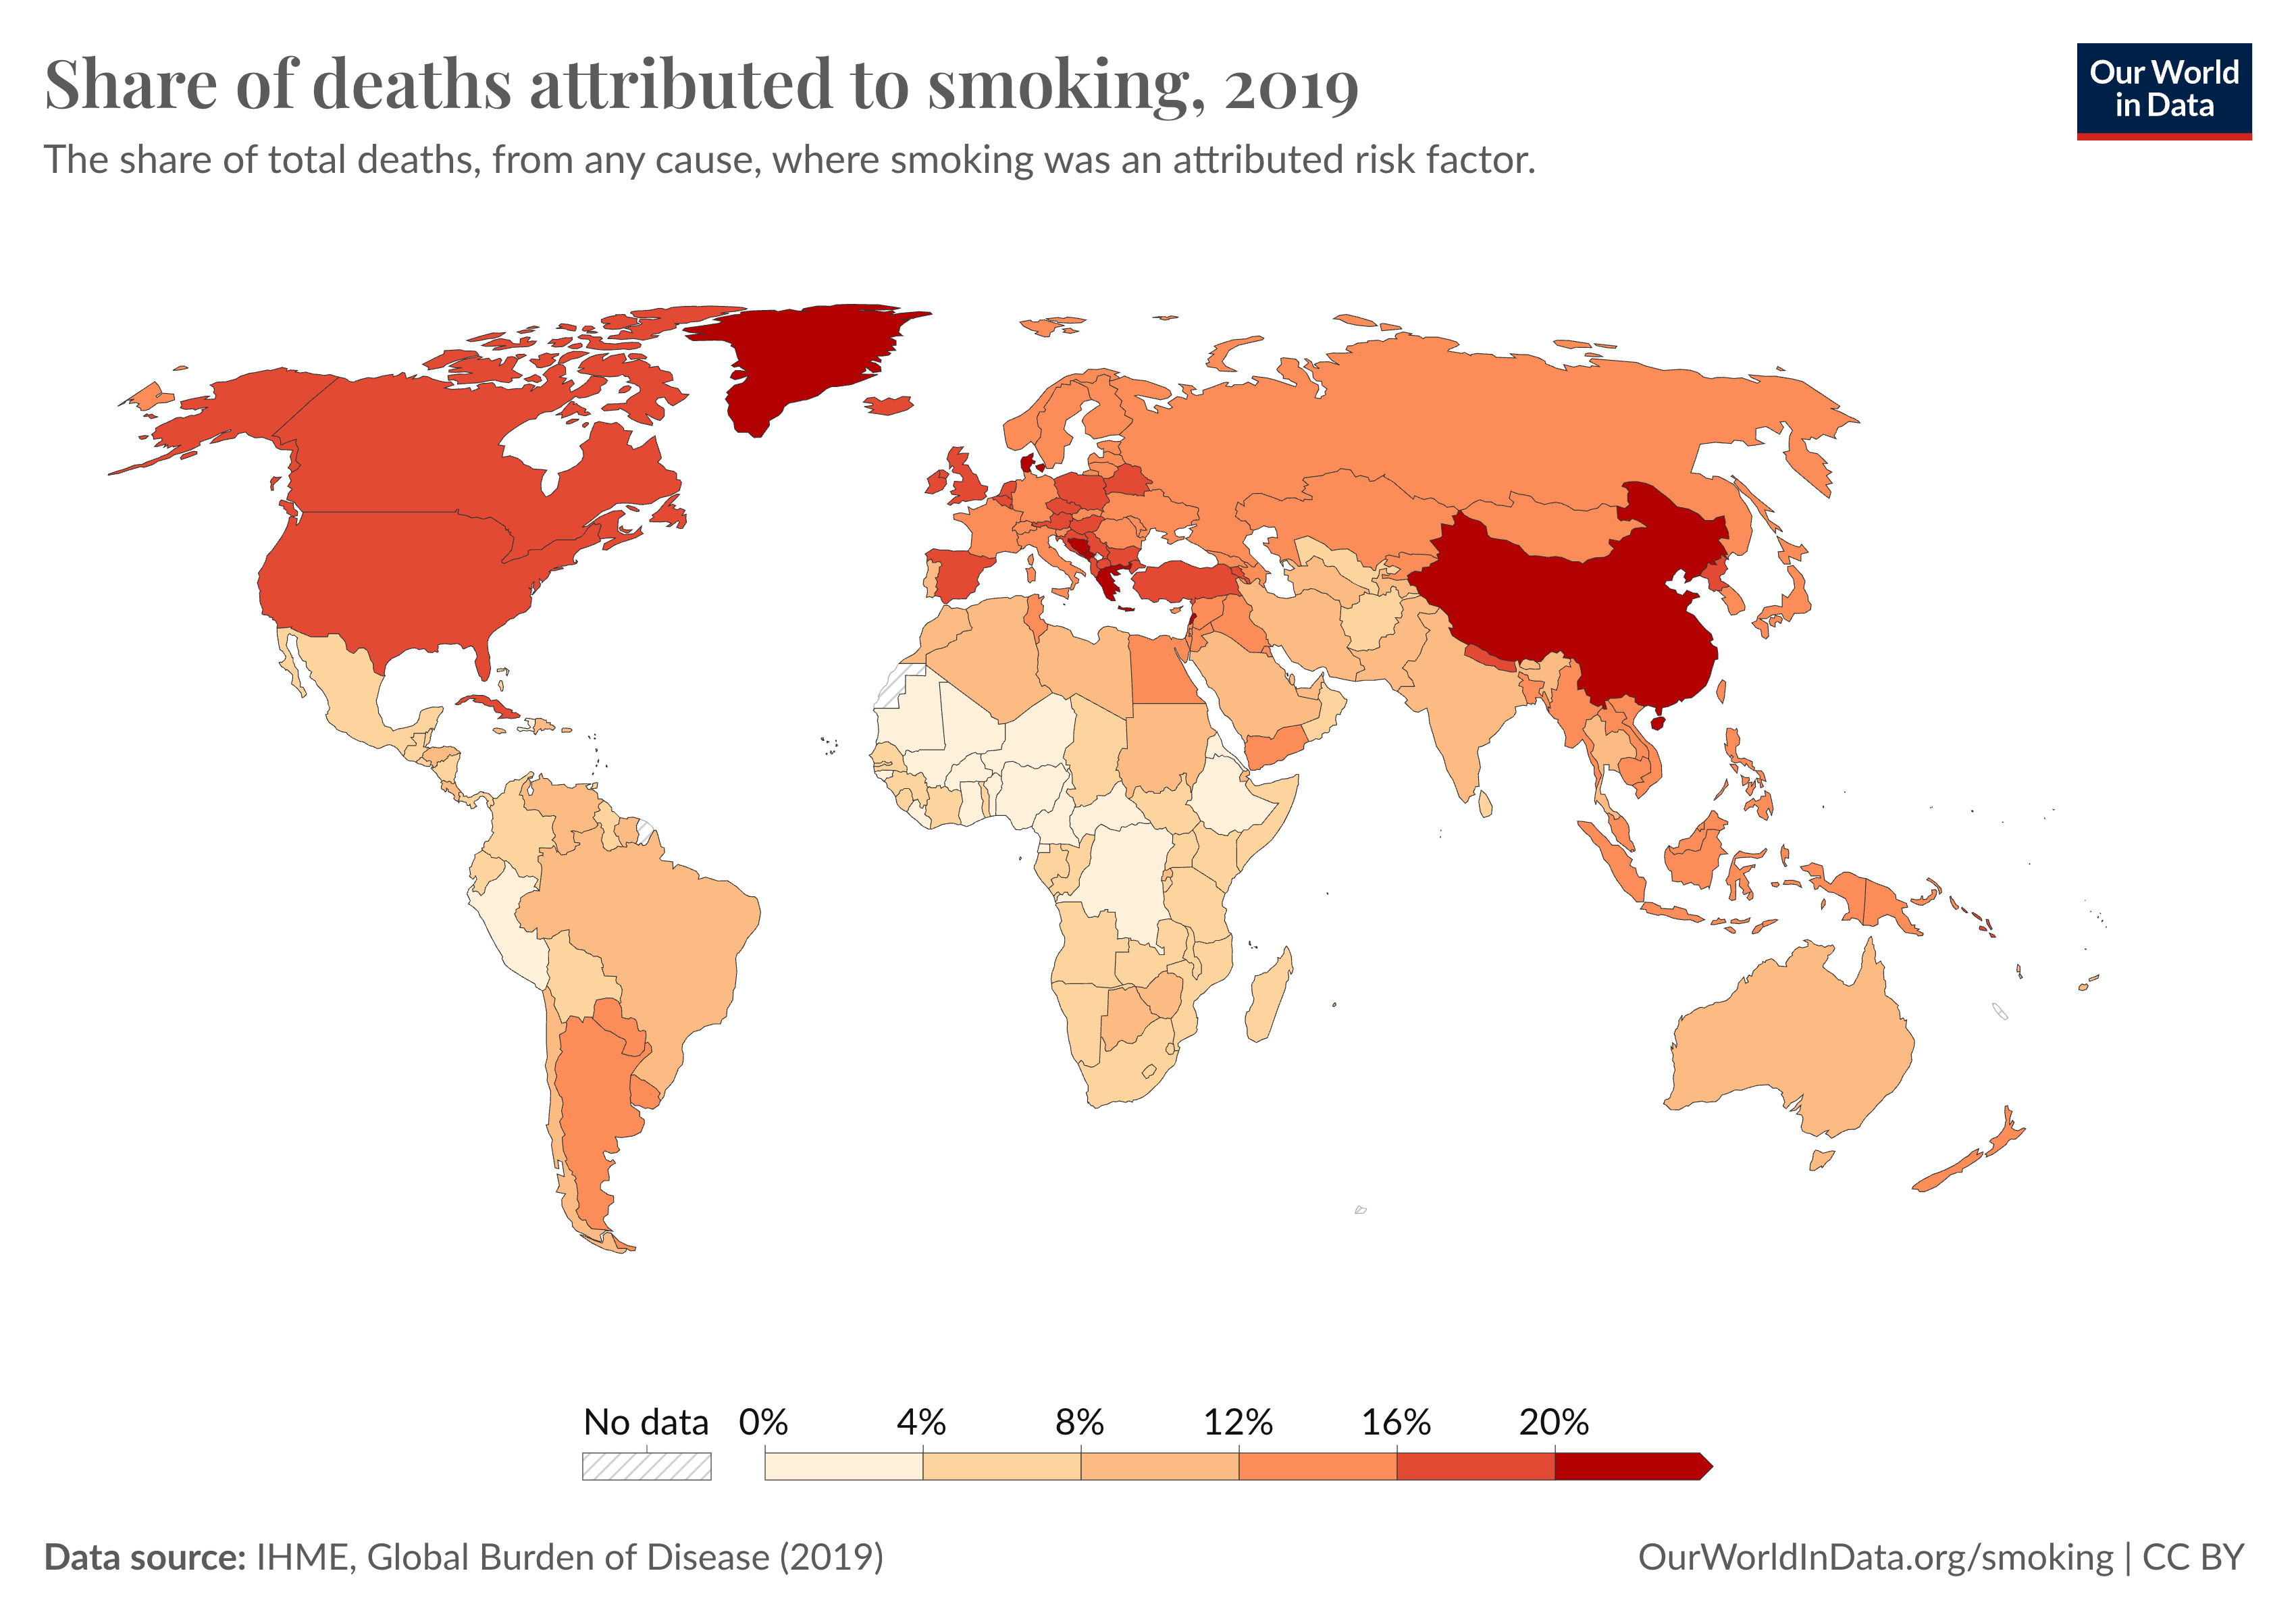 Share of deaths attributed to smoking, 2019
The share of total deaths, from any cause, where smoking was an attributed risk factor.
Our World
in Data
No data 0% 4% 8% 12% 16% 20%
Data source: IHME, Global Burden of Disease (2019)
OurWorldInData.org/smoking | CC BY